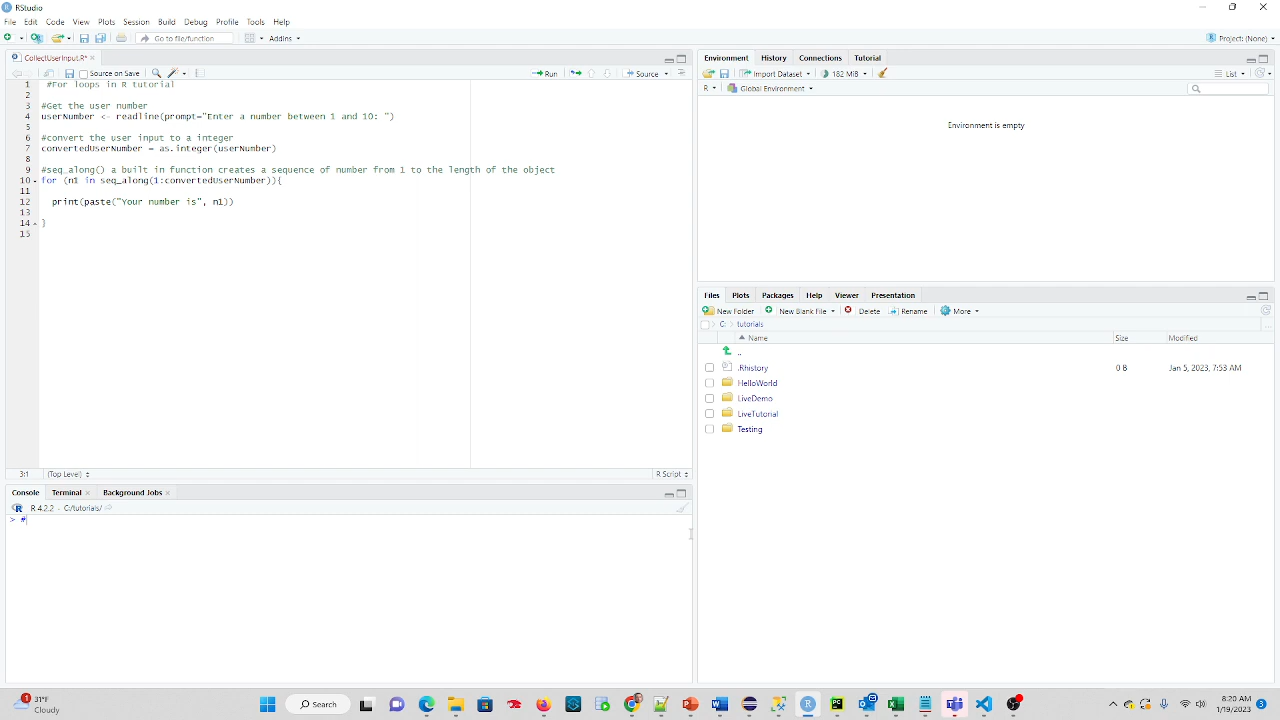 RStudio
File Edit Code View Plots Session Build Debug Profile Tools Help
Go to file/function Addins Project: (None)
CollectUserInput.R*
Source on Save Run Source
1 #For loops in R tutorial
2
3 #Get the user number
4 userNumber <- readline(prompt="Enter a number between 1 and 10: ")
5
6 #convert the user input to a integer
7 convertedUserNumber = as.integer(userNumber)
8
9 #seq_along() a built in function creates a sequence of number from 1 to the length of the object
10 for (n1 in seq_along(1:convertedUserNumber)){
11
12 print(paste("Your number is", n1))
13
14 }
15
3:1 (Top Level) R Script
Console Terminal Background Jobs
R 4.2.2 - C:/tutorials/
> #
Environment History Connections Tutorial
Import Dataset 182 MiB List
R Global Environment
Environment is empty
Files Plots Packages Help Viewer Presentation
New Folder New Blank File Delete Rename More
C: tutorials
Name Size Modified
..
.Rhistory 0 B Jan 5, 2023, 7:53 AM
HelloWorld
LiveDemo
LiveTutorial
Testing
1 31°F
Cloudy
Search
8:20 AM
1/19/2023 3